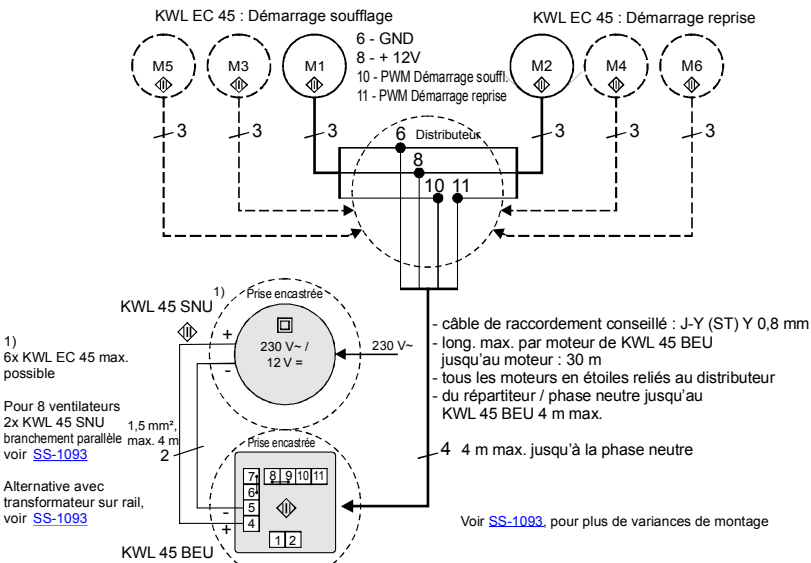 KWL EC 45 : Démarrage soufflage
KWL EC 45 : Démarrage reprise
M5
M3
M1
6 - GND
8 - + 12V
10 - PWM Démarrage souffl.
11 - PWM Démarrage reprise
M2
M4
M6
3
3
3
3
3
3
6 Distributeur
8
10 11
1)
Prise encastrée
KWL 45 SNU
+
-
230 V~ /
12 V =
230 V~
- câble de raccordement conseillé : J-Y (ST) Y 0,8 mm
- long. max. par moteur de KWL 45 BEU
jusqu'au moteur : 30 m
- tous les moteurs en étoiles reliés au distributeur
- du répartiteur / phase neutre jusqu'au
KWL 45 BEU 4 m max.
1)
6x KWL EC 45 max.
possible
Pour 8 ventilateurs
2x KWL 45 SNU
branchement parallèle
voir SS-1093
1,5 mm²,
max. 4 m
2
Alternative avec
transformateur sur rail,
voir SS-1093
Prise encastrée
7 8 9 10 11
6
5
4
-
+
1 2
KWL 45 BEU
4 4 m max. jusqu'à la phase neutre
Voir SS-1093, pour plus de variances de montage